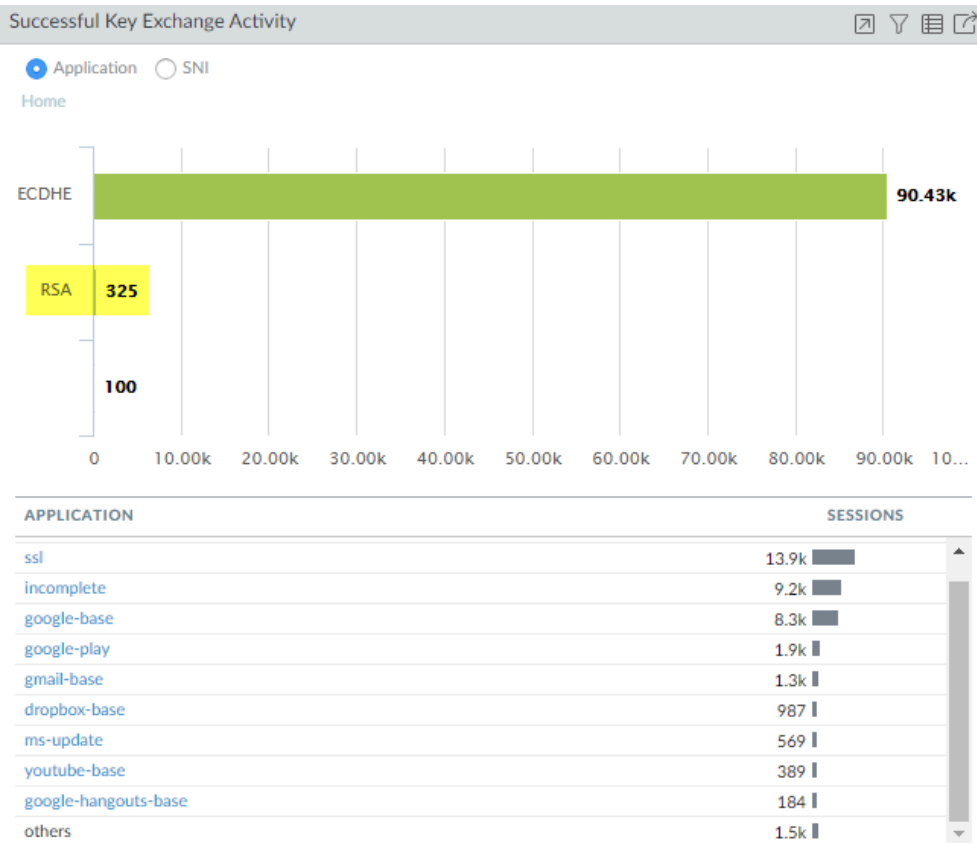 Successful Key Exchange Activity
Application SNI
Home
ECDHE 90.43k
RSA 325
100
0 10.00k 20.00k 30.00k 40.00k 50.00k 60.00k 70.00k 80.00k 90.00k 10...
APPLICATION SESSIONS
ssl 13.9k
incomplete 9.2k
google-base 8.3k
google-play 1.9k
gmail-base 1.3k
dropbox-base 987
ms-update 569
youtube-base 389
google-hangouts-base 184
others 1.5k